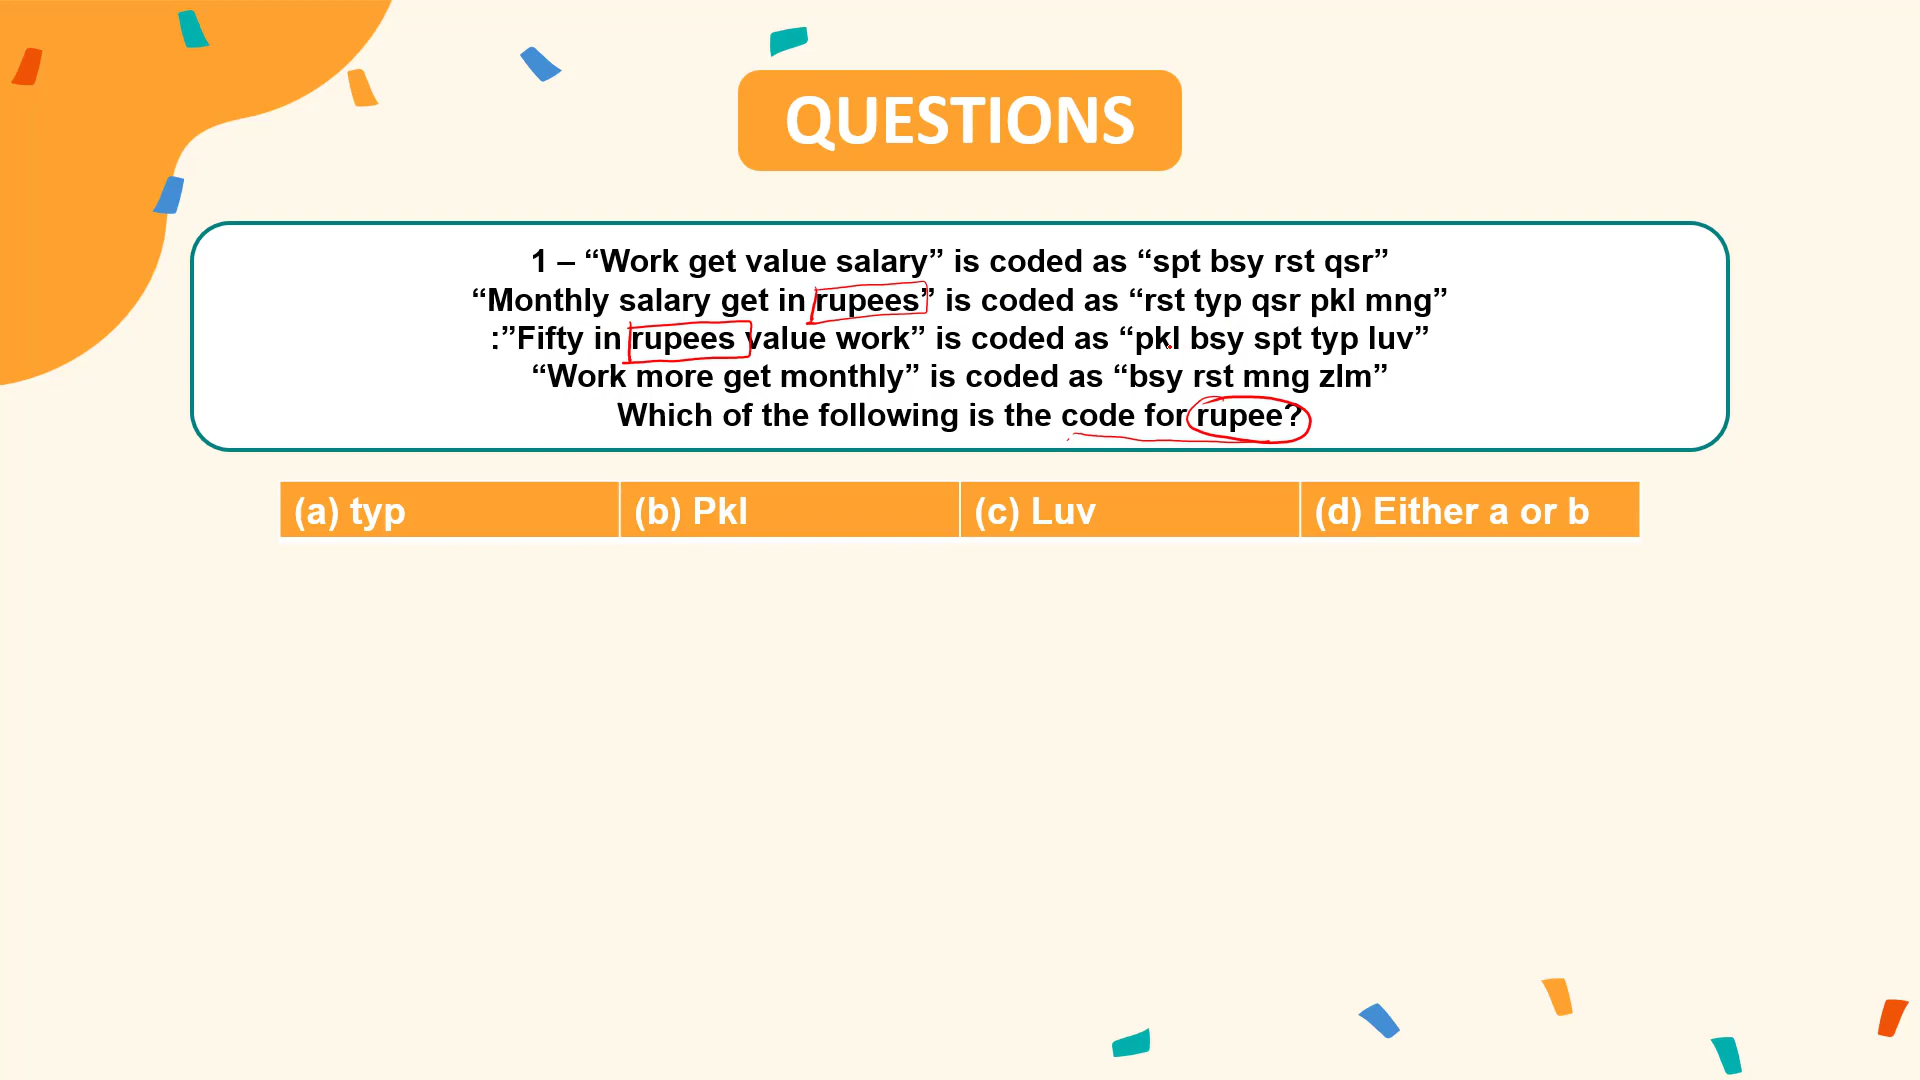 QUESTIONS
1 – “Work get value salary” is coded as “spt bsy rst qsr”
“Monthly salary get in rupees” is coded as “rst typ qsr pkl mng”
:”Fifty in rupees value work” is coded as “pkl bsy spt typ luv”
“Work more get monthly” is coded as “bsy rst mng zlm”
Which of the following is the code for rupee?
(a) typ (b) Pkl (c) Luv (d) Either a or b